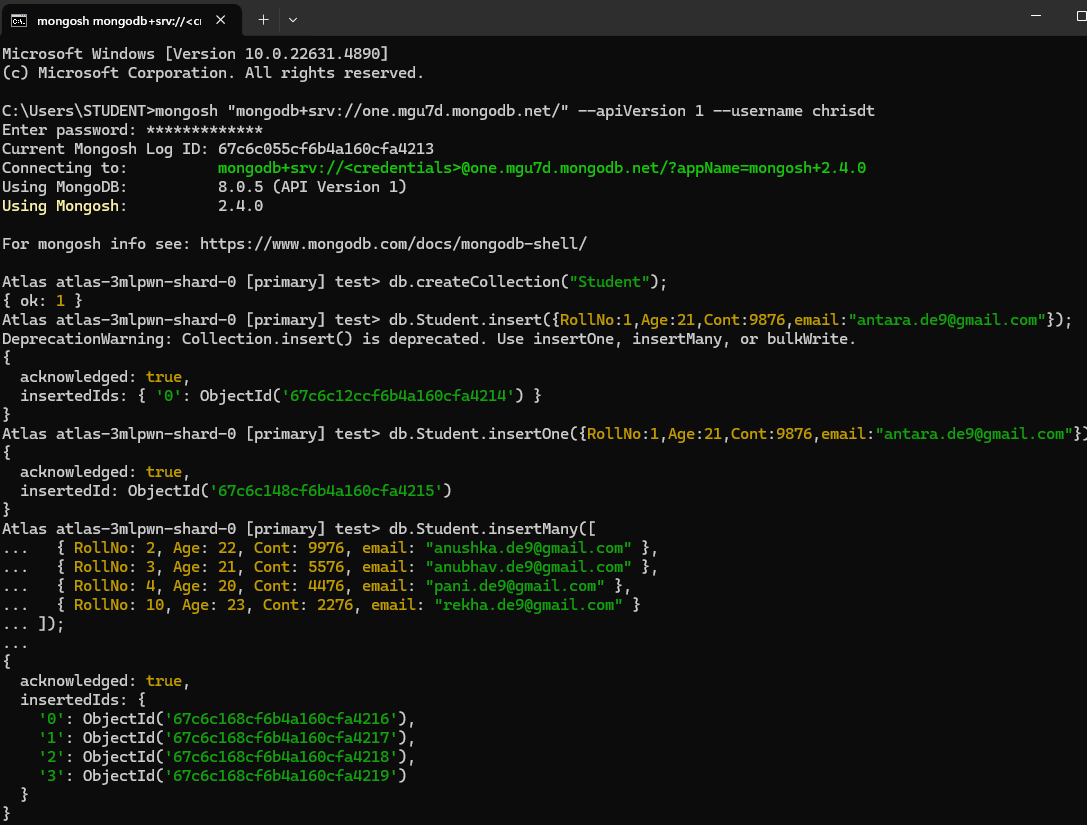 mongosh mongodb+srv://<cr
Microsoft Windows [Version 10.0.22631.4890]
(c) Microsoft Corporation. All rights reserved.
C:\Users\STUDENT>mongosh "mongodb+srv://one.mgu7d.mongodb.net/" --apiVersion 1 --username chrisdt
Enter password: *************
Current Mongosh Log ID: 67c6c055cf6b4a160cfa4213
Connecting to: mongodb+srv://<credentials>@one.mgu7d.mongodb.net/?appName=mongosh+2.4.0
Using MongoDB: 8.0.5 (API Version 1)
Using Mongosh: 2.4.0
For mongosh info see: https://www.mongodb.com/docs/mongodb-shell/
Atlas atlas-3mlpwn-shard-0 [primary] test> db.createCollection("Student");
{ ok: 1 }
Atlas atlas-3mlpwn-shard-0 [primary] test> db.Student.insert({RollNo:1,Age:21,Cont:9876,email:"antara.de9@gmail.com"});
DeprecationWarning: Collection.insert() is deprecated. Use insertOne, insertMany, or bulkWrite.
{
  acknowledged: true,
  insertedIds: { '0': ObjectId('67c6c12ccf6b4a160cfa4214') }
}
Atlas atlas-3mlpwn-shard-0 [primary] test> db.Student.insertOne({RollNo:1,Age:21,Cont:9876,email:"antara.de9@gmail.com"})
{
  acknowledged: true,
  insertedId: ObjectId('67c6c148cf6b4a160cfa4215')
}
Atlas atlas-3mlpwn-shard-0 [primary] test> db.Student.insertMany([
...   { RollNo: 2, Age: 22, Cont: 9976, email: "anushka.de9@gmail.com" },
...   { RollNo: 3, Age: 21, Cont: 5576, email: "anubhav.de9@gmail.com" },
...   { RollNo: 4, Age: 20, Cont: 4476, email: "pani.de9@gmail.com" },
...   { RollNo: 10, Age: 23, Cont: 2276, email: "rekha.de9@gmail.com" }
... ]);
...
{
  acknowledged: true,
  insertedIds: {
    '0': ObjectId('67c6c168cf6b4a160cfa4216'),
    '1': ObjectId('67c6c168cf6b4a160cfa4217'),
    '2': ObjectId('67c6c168cf6b4a160cfa4218'),
    '3': ObjectId('67c6c168cf6b4a160cfa4219')
  }
}